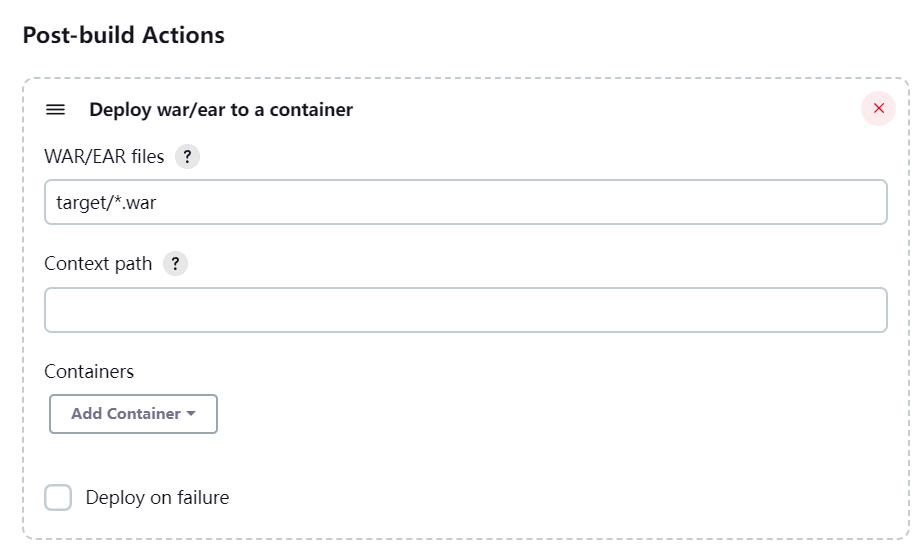 Post-build Actions
Deploy war/ear to a container
WAR/EAR files ?
target/*.war
Context path ?
Containers
Add Container
Deploy on failure